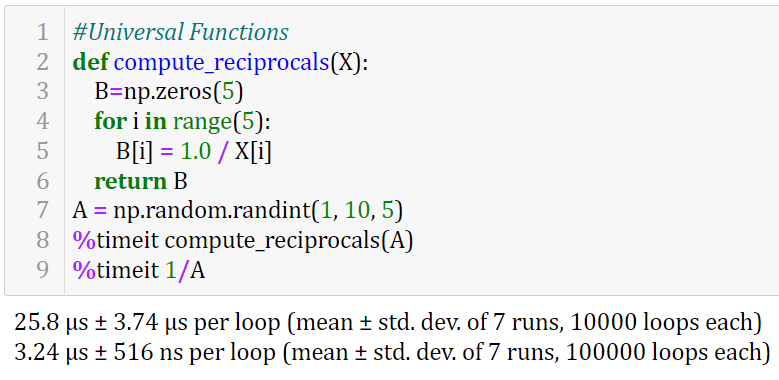 1 #Universal Functions
2 def compute_reciprocals(X):
3 B=np.zeros(5)
4 for i in range(5):
5 B[i] = 1.0 / X[i]
6 return B
7 A = np.random.randint(1, 10, 5)
8 %timeit compute_reciprocals(A)
9 %timeit 1/A
25.8 µs ± 3.74 µs per loop (mean ± std. dev. of 7 runs, 10000 loops each)
3.24 µs ± 516 ns per loop (mean ± std. dev. of 7 runs, 100000 loops each)